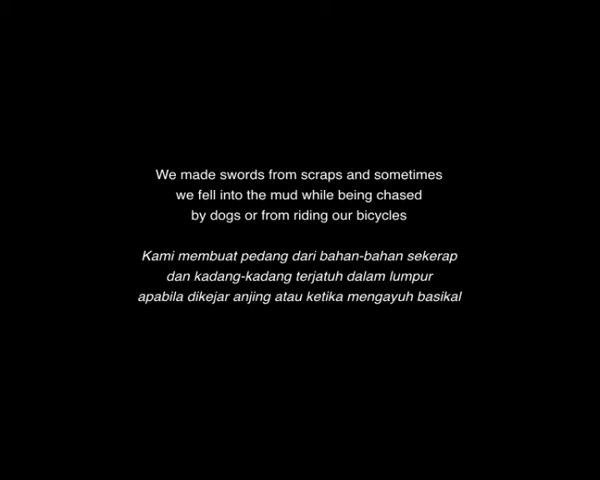 We made swords from scraps and sometimes
we fell into the mud while being chased
by dogs or from riding our bicycles
Kami membuat pedang dari bahan-bahan sekerap
dan kadang-kadang terjatuh dalam lumpur
apabila dikejar anjing atau ketika mengayuh basikal